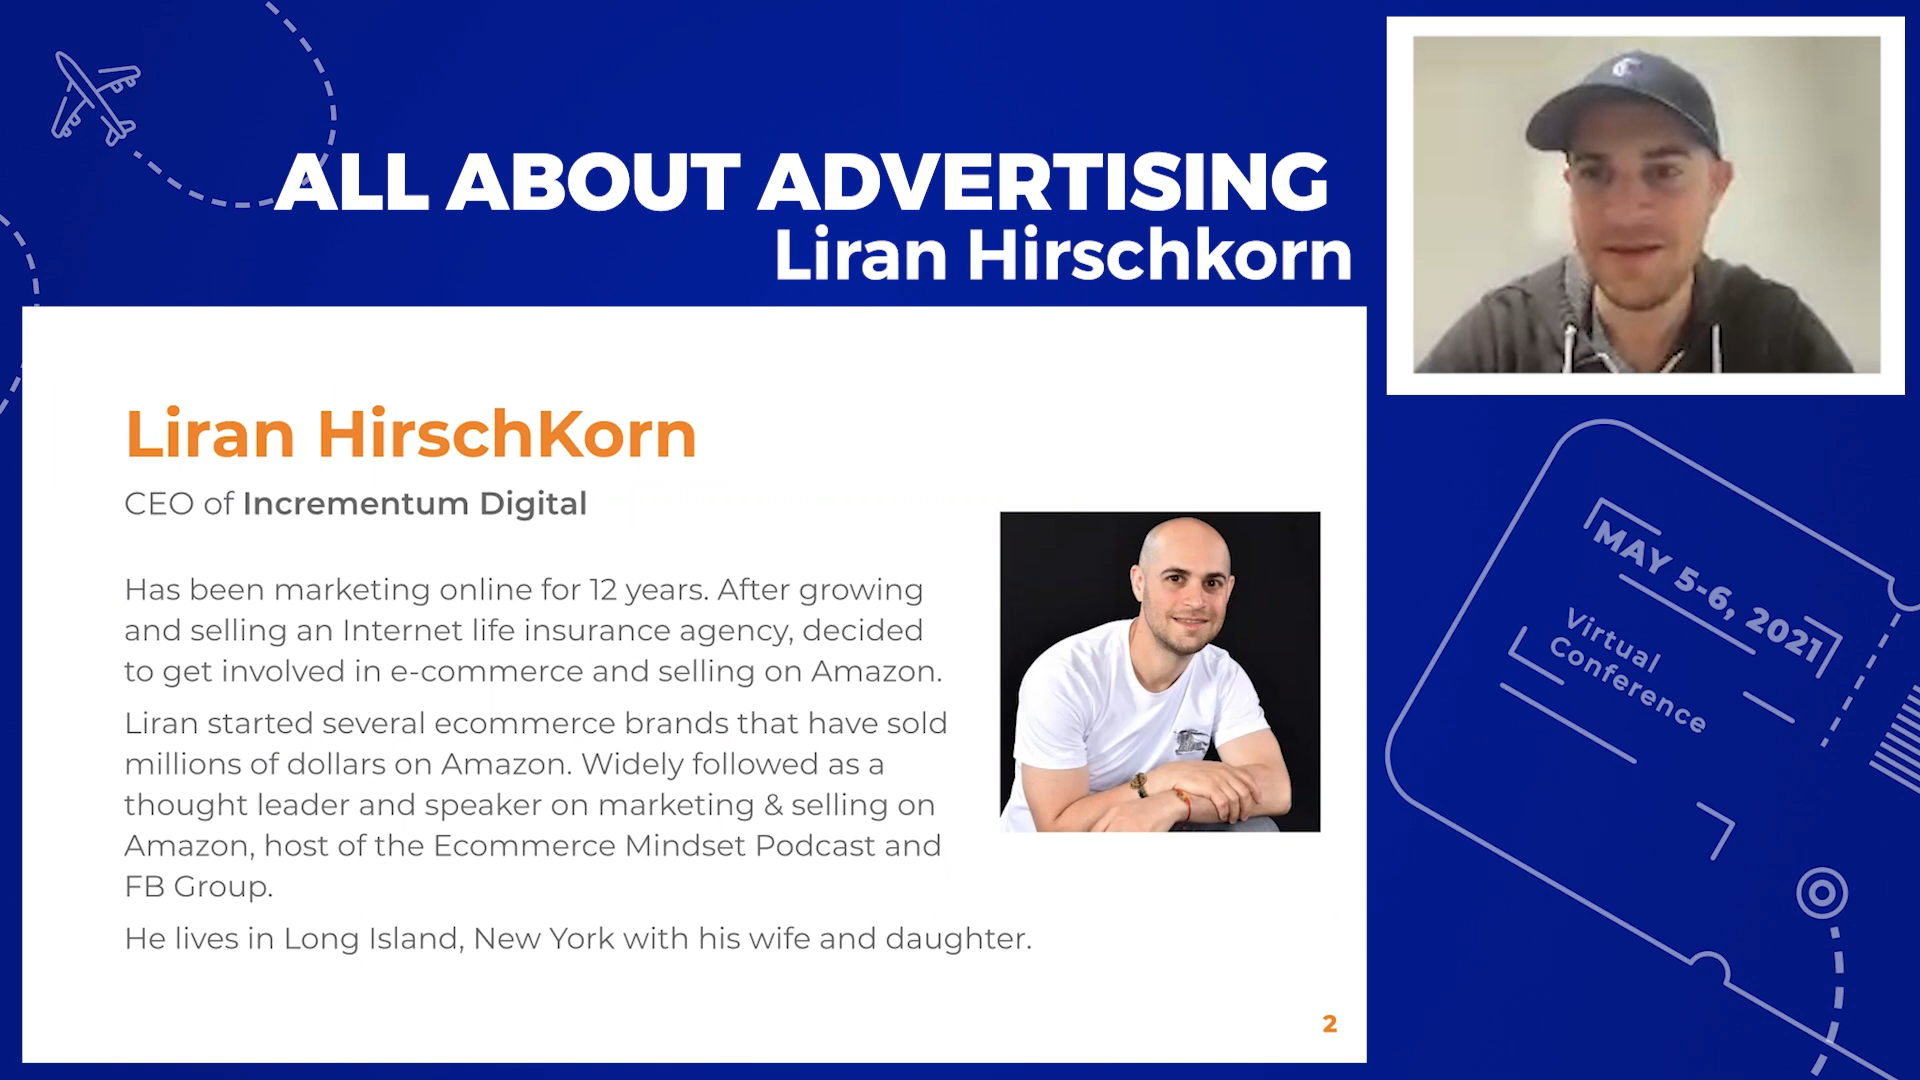 ALL ABOUT ADVERTISING
Liran Hirschkorn
Liran HirschKorn
CEO of Incrementum Digital
Has been marketing online for 12 years. After growing
and selling an Internet life insurance agency, decided
to get involved in e-commerce and selling on Amazon.
Liran started several ecommerce brands that have sold
millions of dollars on Amazon. Widely followed as a
thought leader and speaker on marketing & selling on
Amazon, host of the Ecommerce Mindset Podcast and
FB Group.
He lives in Long Island, New York with his wife and daughter.
2
MAY 5-6, 2021
Virtual
Conference